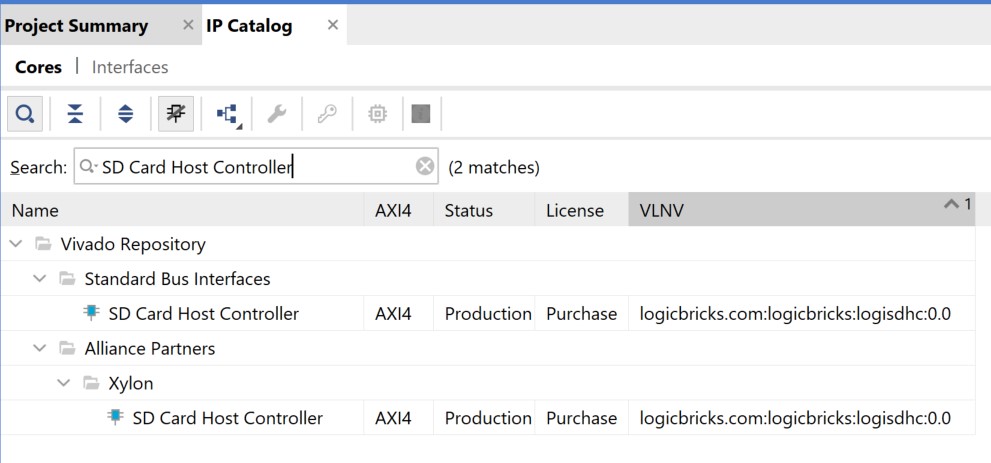 Project Summary × IP Catalog ×
Cores | Interfaces
Search: SD Card Host Controller (2 matches)
Name AXI4 Status License VLNV 1
Vivado Repository
Standard Bus Interfaces
SD Card Host Controller AXI4 Production Purchase logicbricks.com:logicbricks:logisdhc:0.0
Alliance Partners
Xylon
SD Card Host Controller AXI4 Production Purchase logicbricks.com:logicbricks:logisdhc:0.0